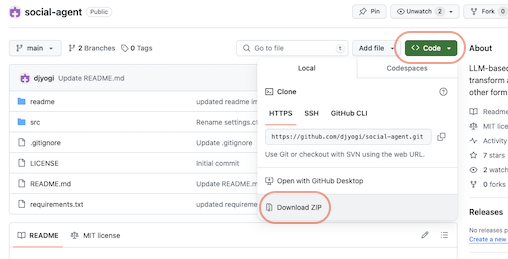 social-agent Public
Pin
Unwatch 2
Fork 0
main
2 Branches
0 Tags
Go to file t
Add file
Code
About
djyogi Update README.md
readme updated readme im
src Rename settings.cf
.gitignore Update .gitignore
LICENSE Initial commit
README.md Update README.m
requirements.txt updated requireme
README
MIT license
Local
Codespaces
Clone
HTTPS SSH GitHub CLI
https://github.com/djyogi/social-agent.git
Use Git or checkout with SVN using the web URL.
Open with GitHub Desktop
Download ZIP
LLM-based
transform a
other form
Readme
MIT lice
Activity
7 stars
2 watch
0 forks
Releases
No releases p
Create a new